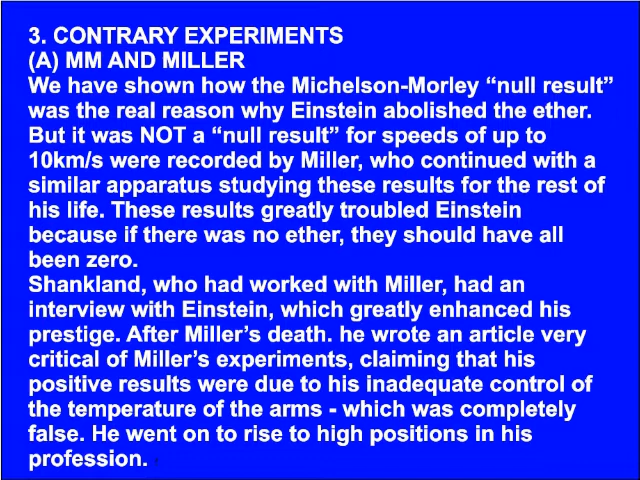 3. CONTRARY EXPERIMENTS
(A) MM AND MILLER
We have shown how the Michelson-Morley “null result”
was the real reason why Einstein abolished the ether.
But it was NOT a “null result” for speeds of up to
10km/s were recorded by Miller, who continued with a
similar apparatus studying these results for the rest of
his life. These results greatly troubled Einstein
because if there was no ether, they should have all
been zero.
Shankland, who had worked with Miller, had an
interview with Einstein, which greatly enhanced his
prestige. After Miller’s death. he wrote an article very
critical of Miller’s experiments, claiming that his
positive results were due to his inadequate control of
the temperature of the arms - which was completely
false. He went on to rise to high positions in his
profession.